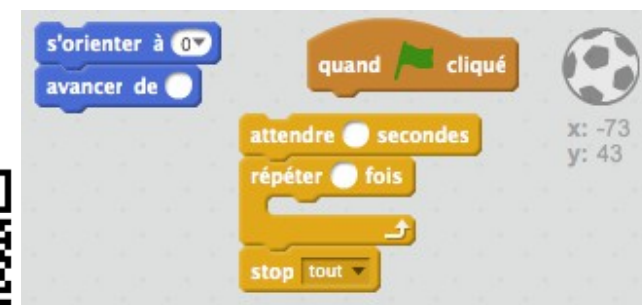 s'orienter à 0
avancer de
quand cliqué
attendre secondes
répéter fois
stop tout
x: -73
y: 43